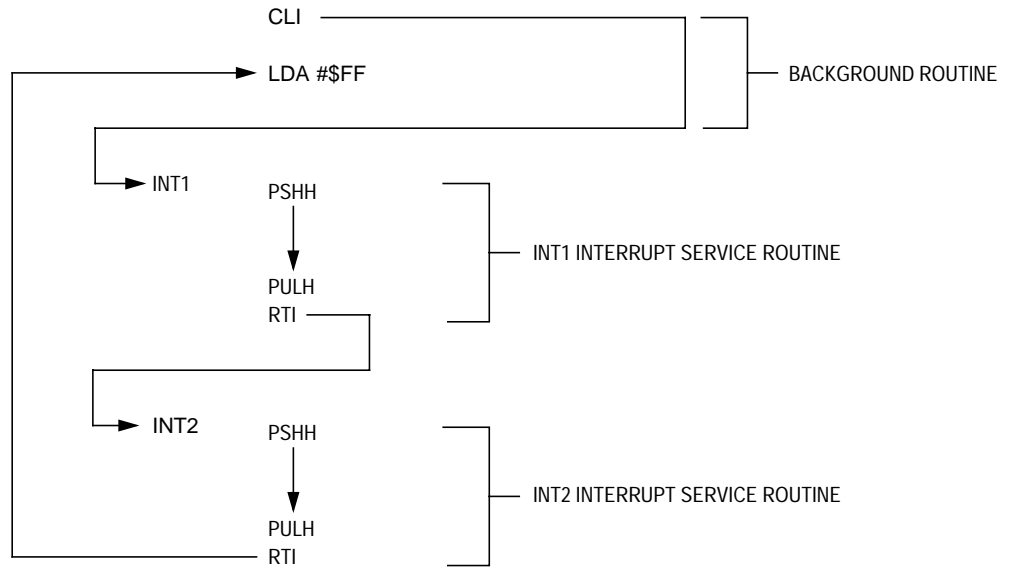 CLI
LDA #$FF
BACKGROUND ROUTINE
INT1
PSHH
INT1 INTERRUPT SERVICE ROUTINE
PULH
RTI
INT2
PSHH
INT2 INTERRUPT SERVICE ROUTINE
PULH
RTI